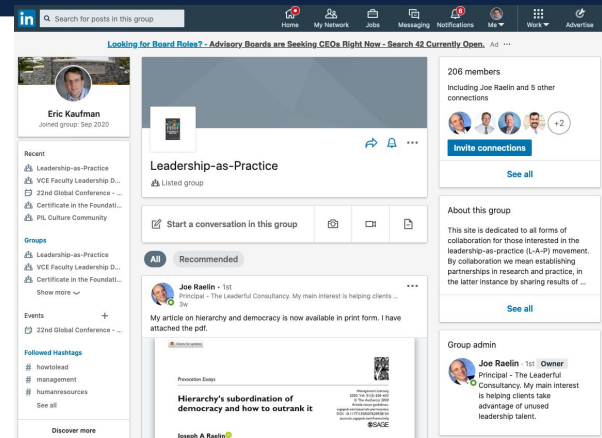 in
Search for posts in this group
Home
My Network
Jobs
Messaging
6
Notifications
Me
Work
Advertise
Looking for Board Roles? - Advisory Boards are Seeking CEOs Right Now - Search 42 Currently Open. Ad ...
Eric Kaufman
Joined group: Sep 2020
Recent
Leadership-as-Practice
VCE Faculty Leadership D...
22nd Global Conference - ...
Certificate in the Foundati...
PIL Culture Community
Groups
Leadership-as-Practice
VCE Faculty Leadership D...
Certificate in the Foundati...
Show more
Events +
22nd Global Conference - ...
Followed Hashtags
# howtolead
# management
# humanresources
See all
Discover more
Leadership-as-Practice
Listed group
Start a conversation in this group
All
Recommended
Joe Raelin • 1st
Principal - The Leaderful Consultancy. My main interest is helping clients ...
3w
My article on hierarchy and democracy is now available in print form. I have
attached the pdf.
Check for updates
Provocation Essays
Hierarchy's subordination of
democracy and how to outrank it
Management Learning
SAGE
Joseph A Raelin
206 members
Including Joe Raelin and 5 other
connections
+2
Invite connections
See all
About this group
This site is dedicated to all forms of
collaboration for those interested in the
leadership-as-practice (L-A-P) movement.
By collaboration we mean establishing
partnerships in research and practice, in
the latter instance by sharing results of ...
See all
Group admin
Joe Raelin · 1st Owner
Principal - The Leaderful
Consultancy. My main interest
is helping clients take
advantage of unused
leadership talent.